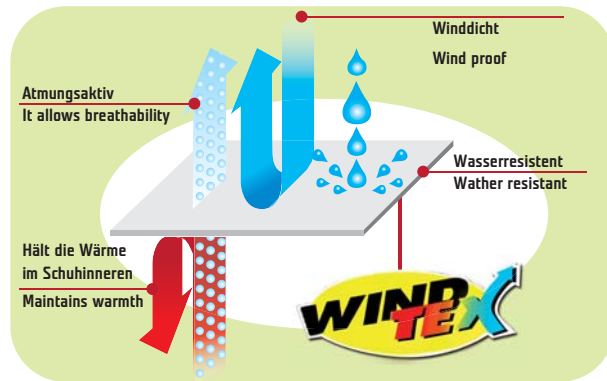 Winddicht
Wind proof
Atmungsaktiv
It allows breathability
Wasserresistent
Wather resistant
Hält die Wärme
im Schuhinneren
Maintains warmth
WINDTEX